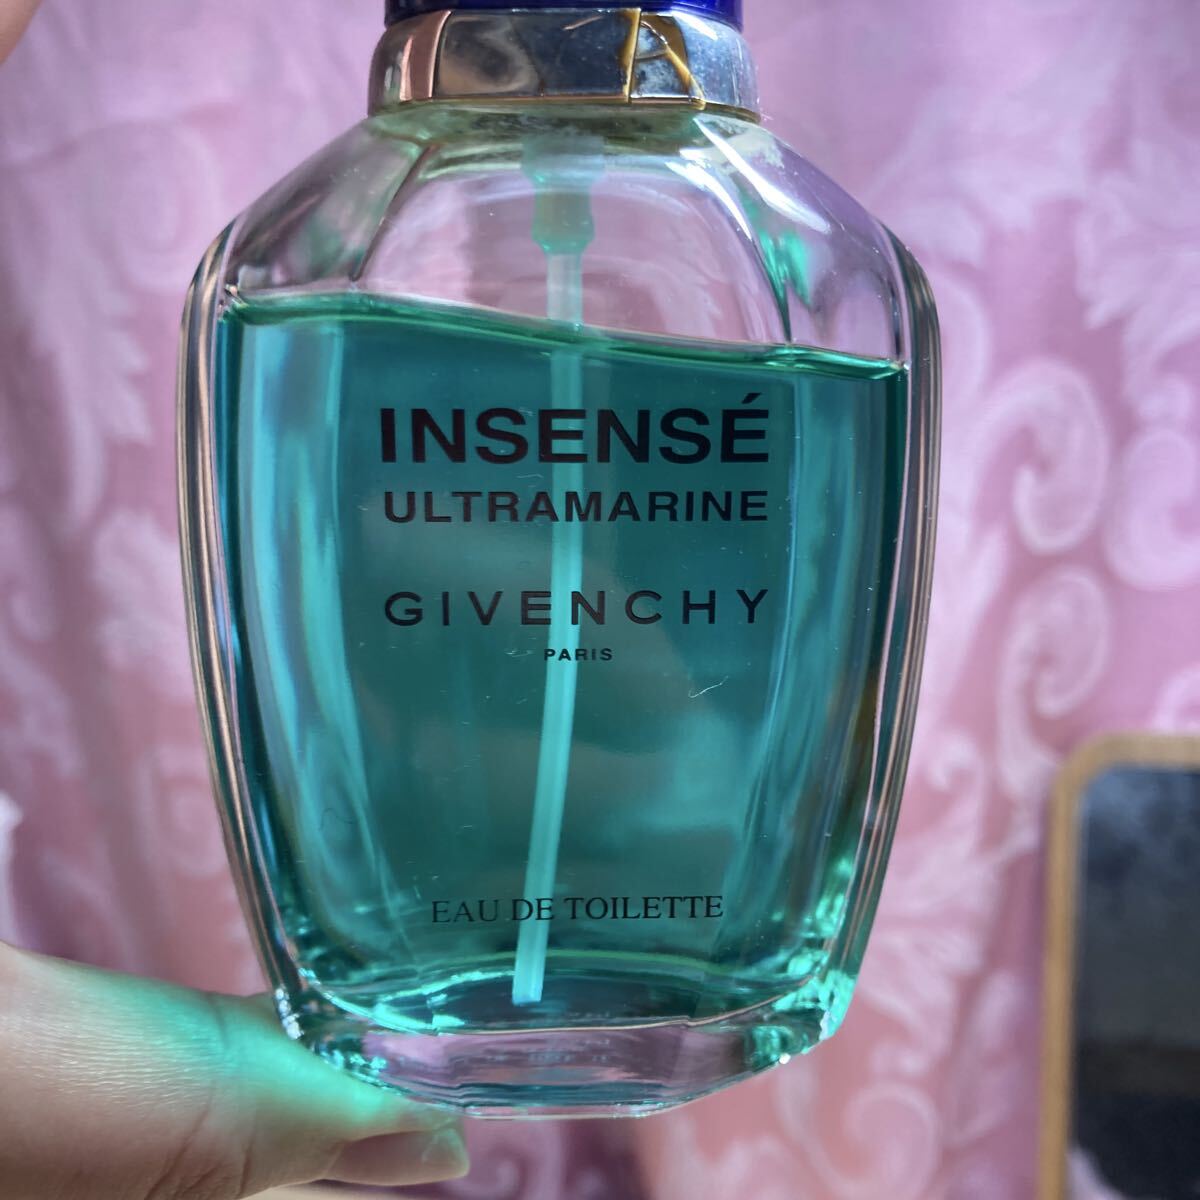 INSENSÉ
ULTRAMARINE
GIVENCHY
PARIS
EAU DE TOILETTE